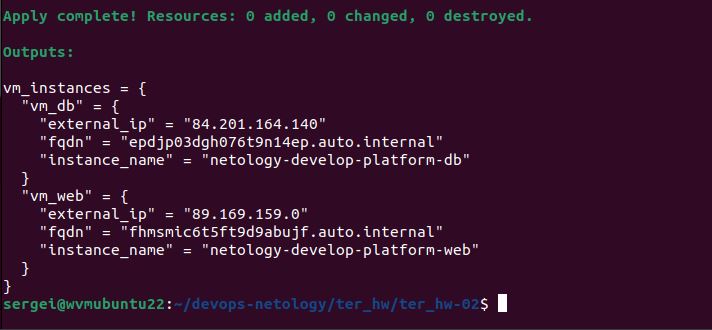 Apply complete! Resources: 0 added, 0 changed, 0 destroyed.
Outputs:
vm_instances = {
  "vm_db" = {
    "external_ip" = "84.201.164.140"
    "fqdn" = "epdjp03dgh076t9n14ep.auto.internal"
    "instance_name" = "netology-develop-platform-db"
  }
  "vm_web" = {
    "external_ip" = "89.169.159.0"
    "fqdn" = "fhmsmic6t5ft9d9abujf.auto.internal"
    "instance_name" = "netology-develop-platform-web"
  }
}
sergei@wvmubuntu22:~/devops-netology/ter_hw/ter_hw-02$